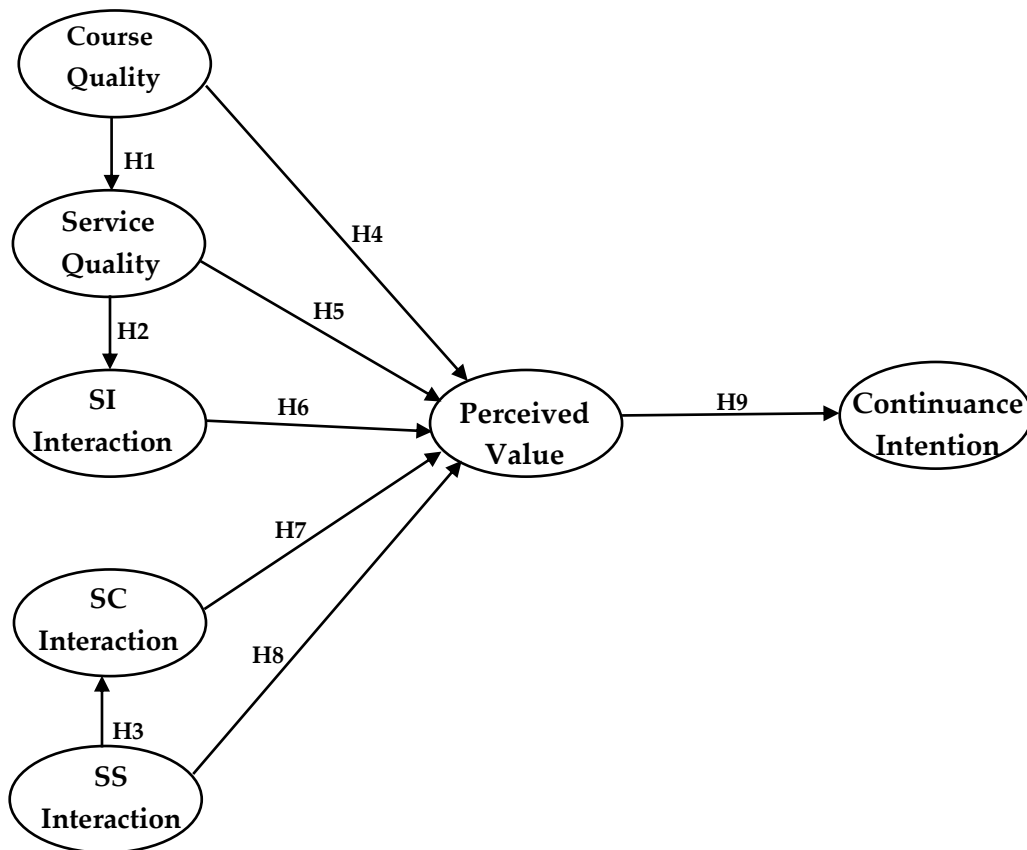 Course
Quality
H1
Service
Quality
H4
H5
H2
SI
Interaction
H6
Perceived
Value
H9
Continuance
Intention
H7
SC
Interaction
H8
H3
SS
Interaction